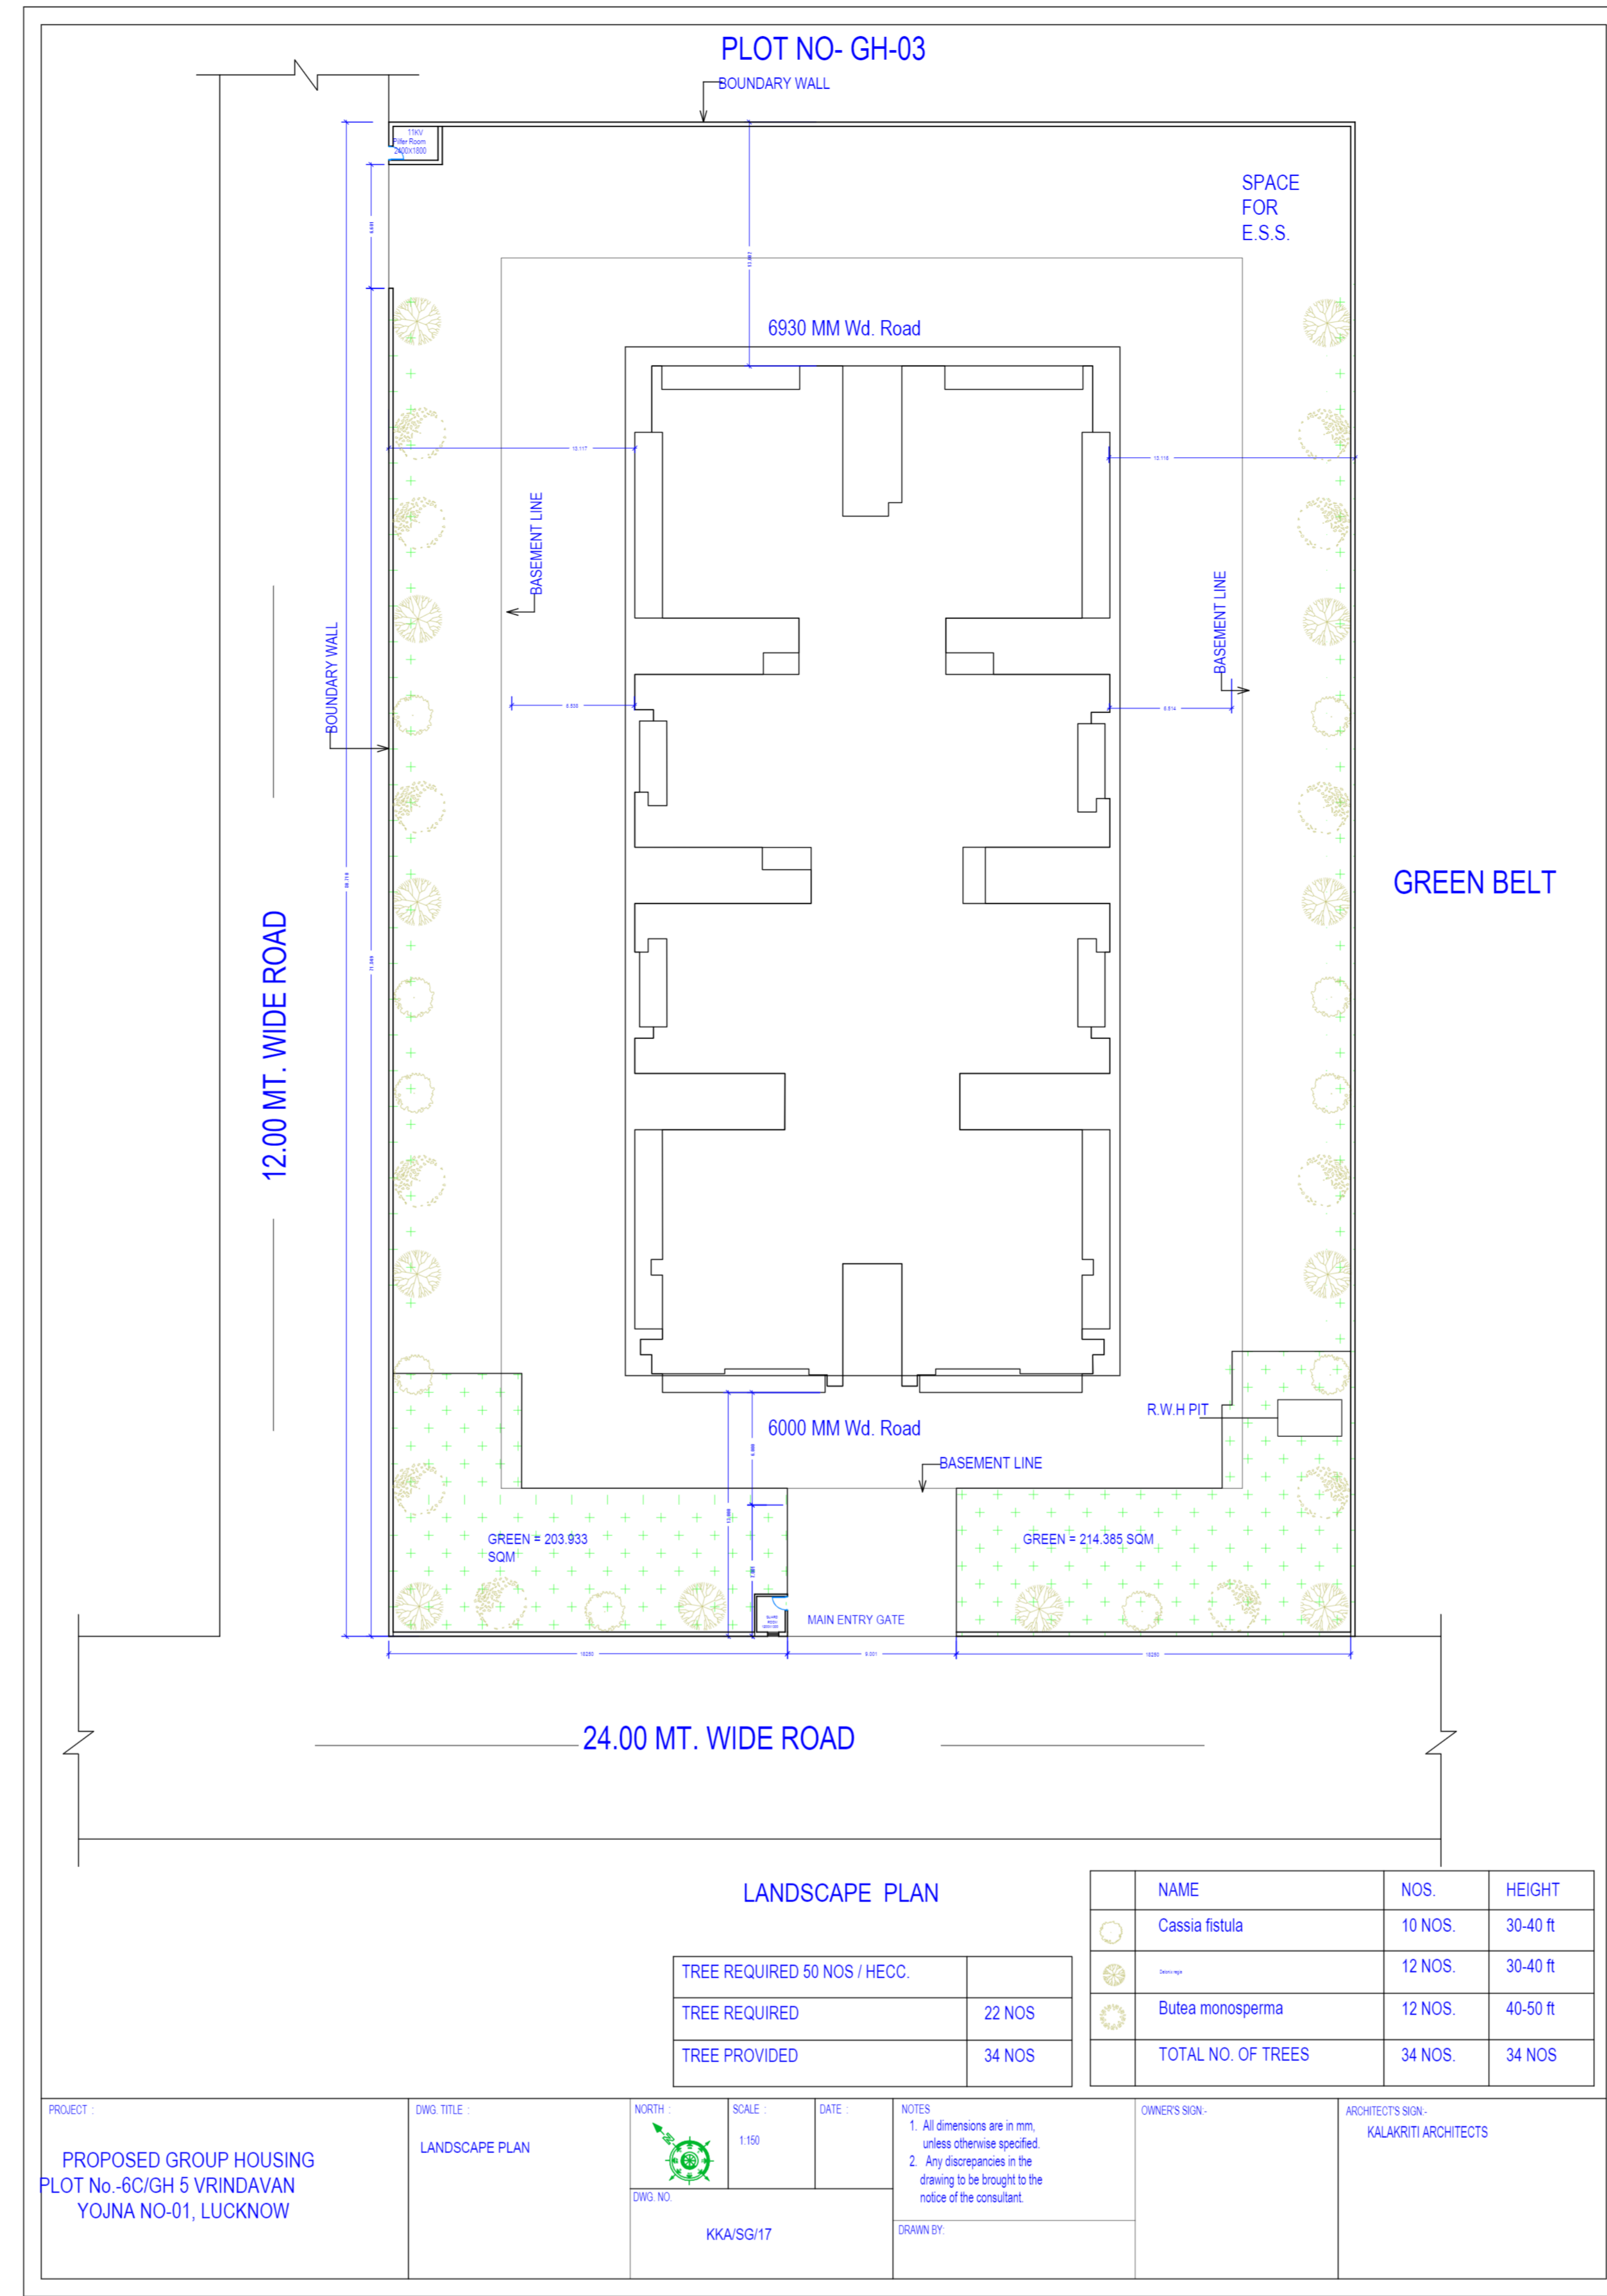 PLOT NO- GH-03
BOUNDARY WALL
11KV
Pilfer Room
2400X1800
SPACE
FOR
E.S.S.
6930 MM Wd. Road
13.117
13.118
BASEMENT LINE
BASEMENT LINE
BOUNDARY WALL
6.514
GREEN BELT
12.00 MT. WIDE ROAD
R.W.H PIT
6000 MM Wd. Road
BASEMENT LINE
GREEN = 203.933
SQM
GREEN = 214.385 SQM
MAIN ENTRY GATE
24.00 MT. WIDE ROAD
LANDSCAPE PLAN
NAME NOS. HEIGHT
Cassia fistula 10 NOS. 30-40 ft
12 NOS. 30-40 ft
Butea monosperma 12 NOS. 40-50 ft
TOTAL NO. OF TREES 34 NOS. 34 NOS
TREE REQUIRED 50 NOS / HECC.
TREE REQUIRED 22 NOS
TREE PROVIDED 34 NOS
PROJECT :
PROPOSED GROUP HOUSING
PLOT No.-6C/GH 5 VRINDAVAN
YOJNA NO-01, LUCKNOW
DWG. TITLE :
LANDSCAPE PLAN
NORTH :
N
SCALE :
1:150
DATE :
DWG. NO.
KKA/SG/17
NOTES
1. All dimensions are in mm,
unless otherwise specified.
2. Any discrepancies in the
drawing to be brought to the
notice of the consultant.
DRAWN BY:
OWNER'S SIGN.-
ARCHITECT'S SIGN.-
KALAKRITI ARCHITECTS